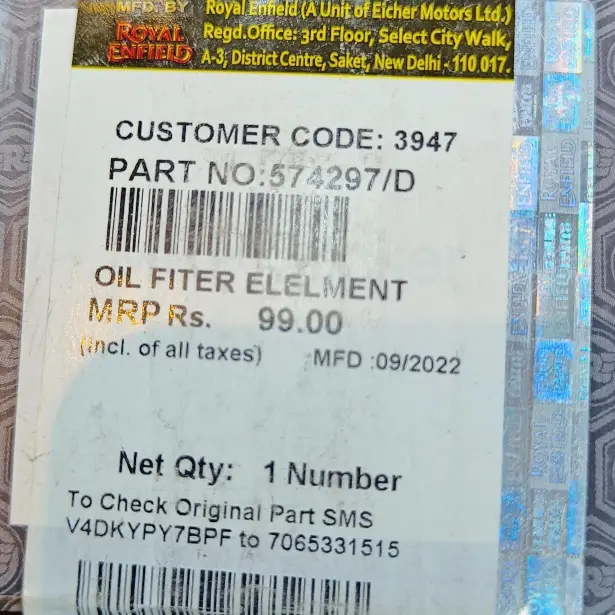 MFD. BY
ROYAL
ENFIELD
Royal Enfield (A Unit of Eicher Motors Ltd.)
Regd.Office: 3rd Floor, Select City Walk,
A-3, District Centre, Saket, New Delhi - 110 017.
CUSTOMER CODE: 3947
PART NO:574297/D
OIL FITER ELELMENT
MRP Rs. 99.00
(incl. of all taxes) MFD :09/2022
Net Qty: 1 Number
To Check Original Part SMS
V4DKYPY7BPF to 7065331515